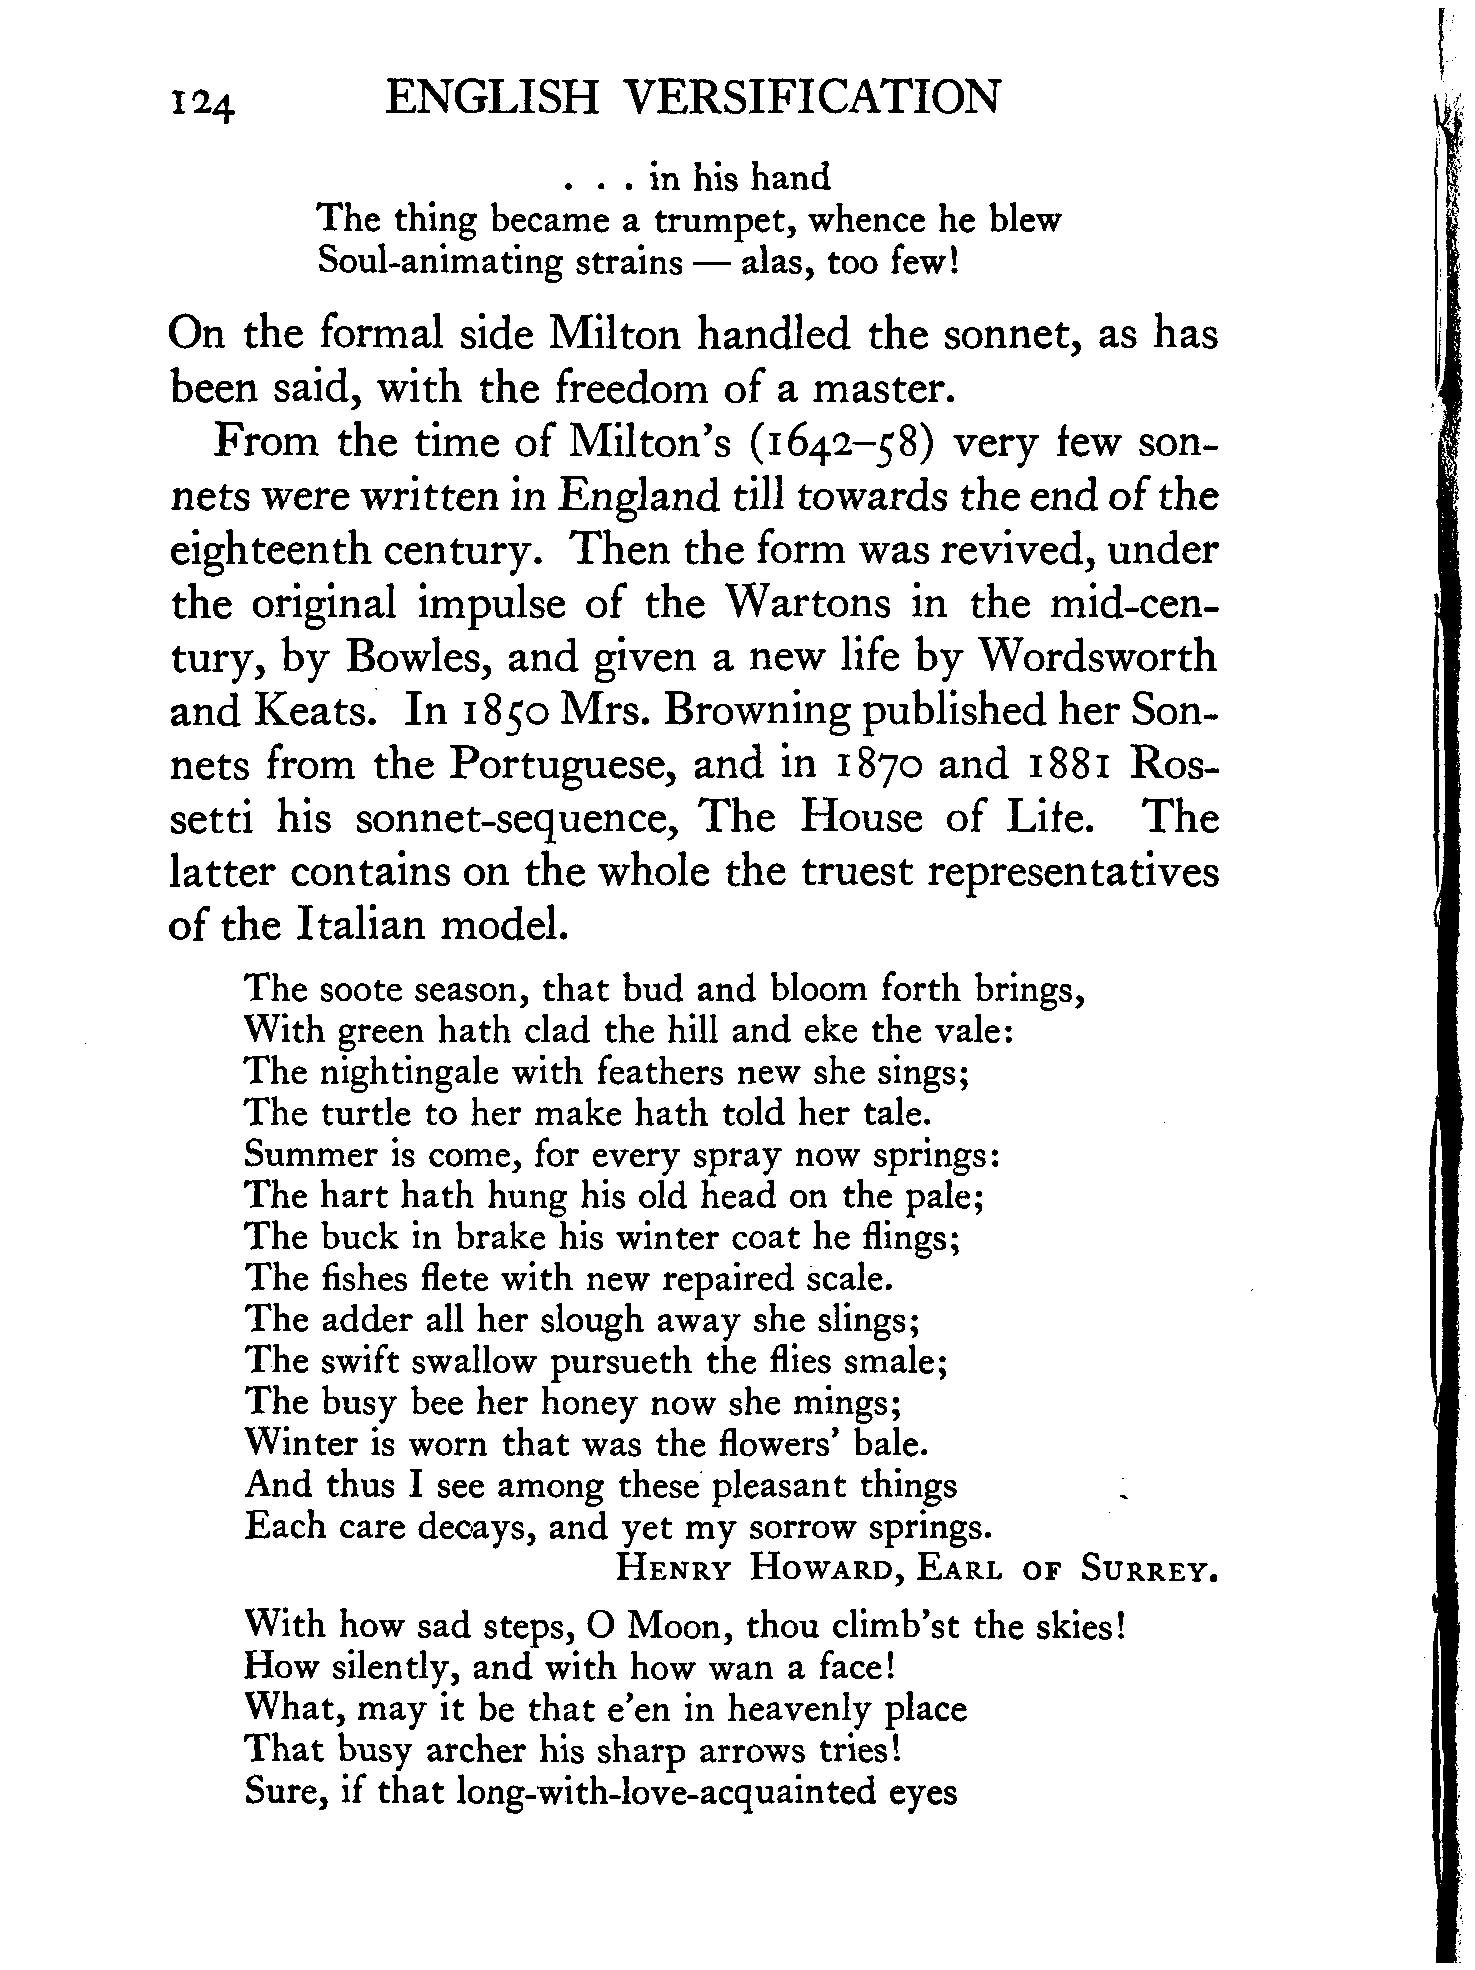 124 ENGLISH VERSIFICATION
. . . in his hand
The thing became a trumpet, whence he blew
Soul-animating strains — alas, too few!
On the formal side Milton handled the sonnet, as has
been said, with the freedom of a master.
From the time of Milton's (1642–58) very few son-
nets were written in England till towards the end of the
eighteenth century. Then the form was revived, under
the original impulse of the Wartons in the mid-cen-
tury, by Bowles, and given a new life by Wordsworth
and Keats. In 1850 Mrs. Browning published her Son-
nets from the Portuguese, and in 1870 and 1881 Ros-
setti his sonnet-sequence, The House of Life. The
latter contains on the whole the truest representatives
of the Italian model.
The soote season, that bud and bloom forth brings,
With green hath clad the hill and eke the vale:
The nightingale with feathers new she sings;
The turtle to her make hath told her tale.
Summer is come, for every spray now springs:
The hart hath hung his old head on the pale;
The buck in brake his winter coat he flings;
The fishes flete with new repaired scale.
The adder all her slough away she slings;
The swift swallow pursueth the flies smale;
The busy bee her honey now she mings;
Winter is worn that was the flowers' bale.
And thus I see among these pleasant things
Each care decays, and yet my sorrow springs.
HENRY HOWARD, EARL OF SURREY.
With how sad steps, O Moon, thou climb'st the skies!
How silently, and with how wan a face!
What, may it be that e'en in heavenly place
That busy archer his sharp arrows tries!
Sure, if that long-with-love-acquainted eyes